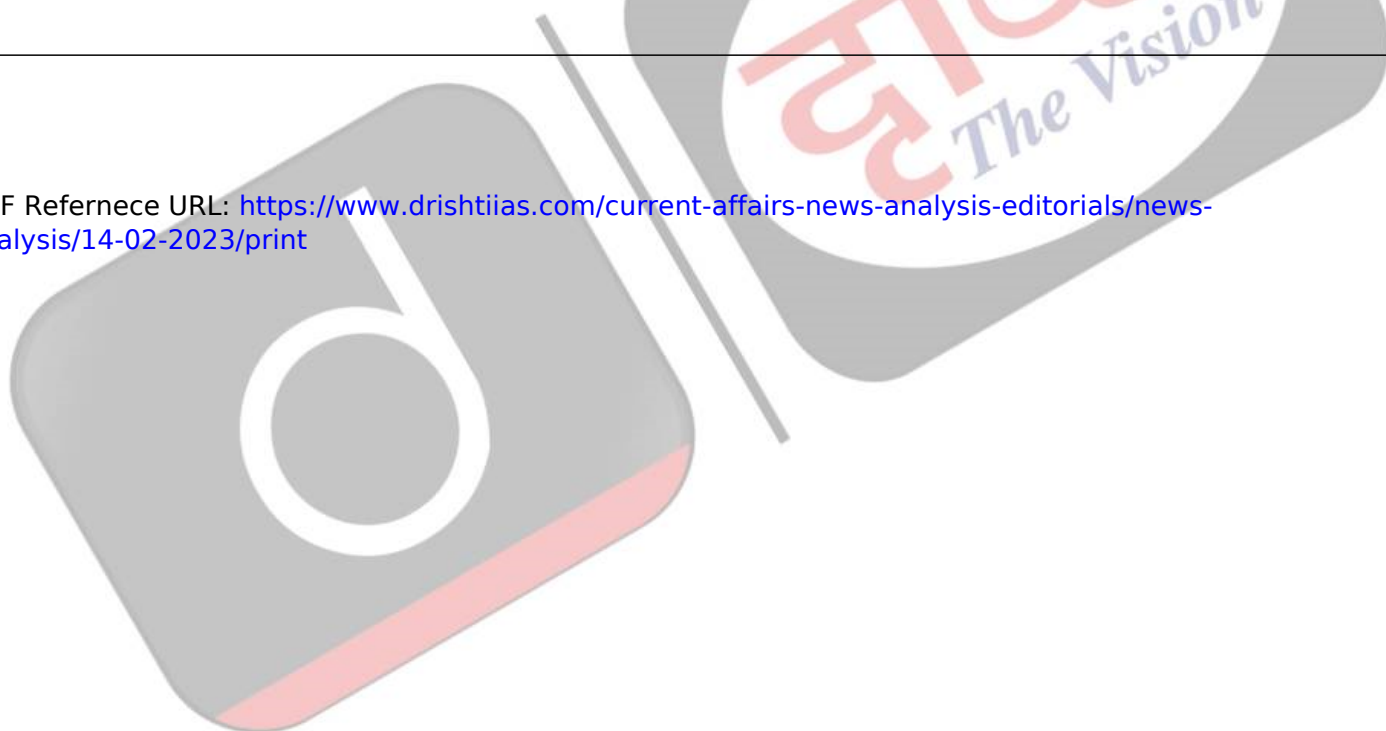 The Vision
F Refernece URL: https://www.drishtiias.com/current-affairs-news-analysis-editorials/news-
alysis/14-02-2023/print